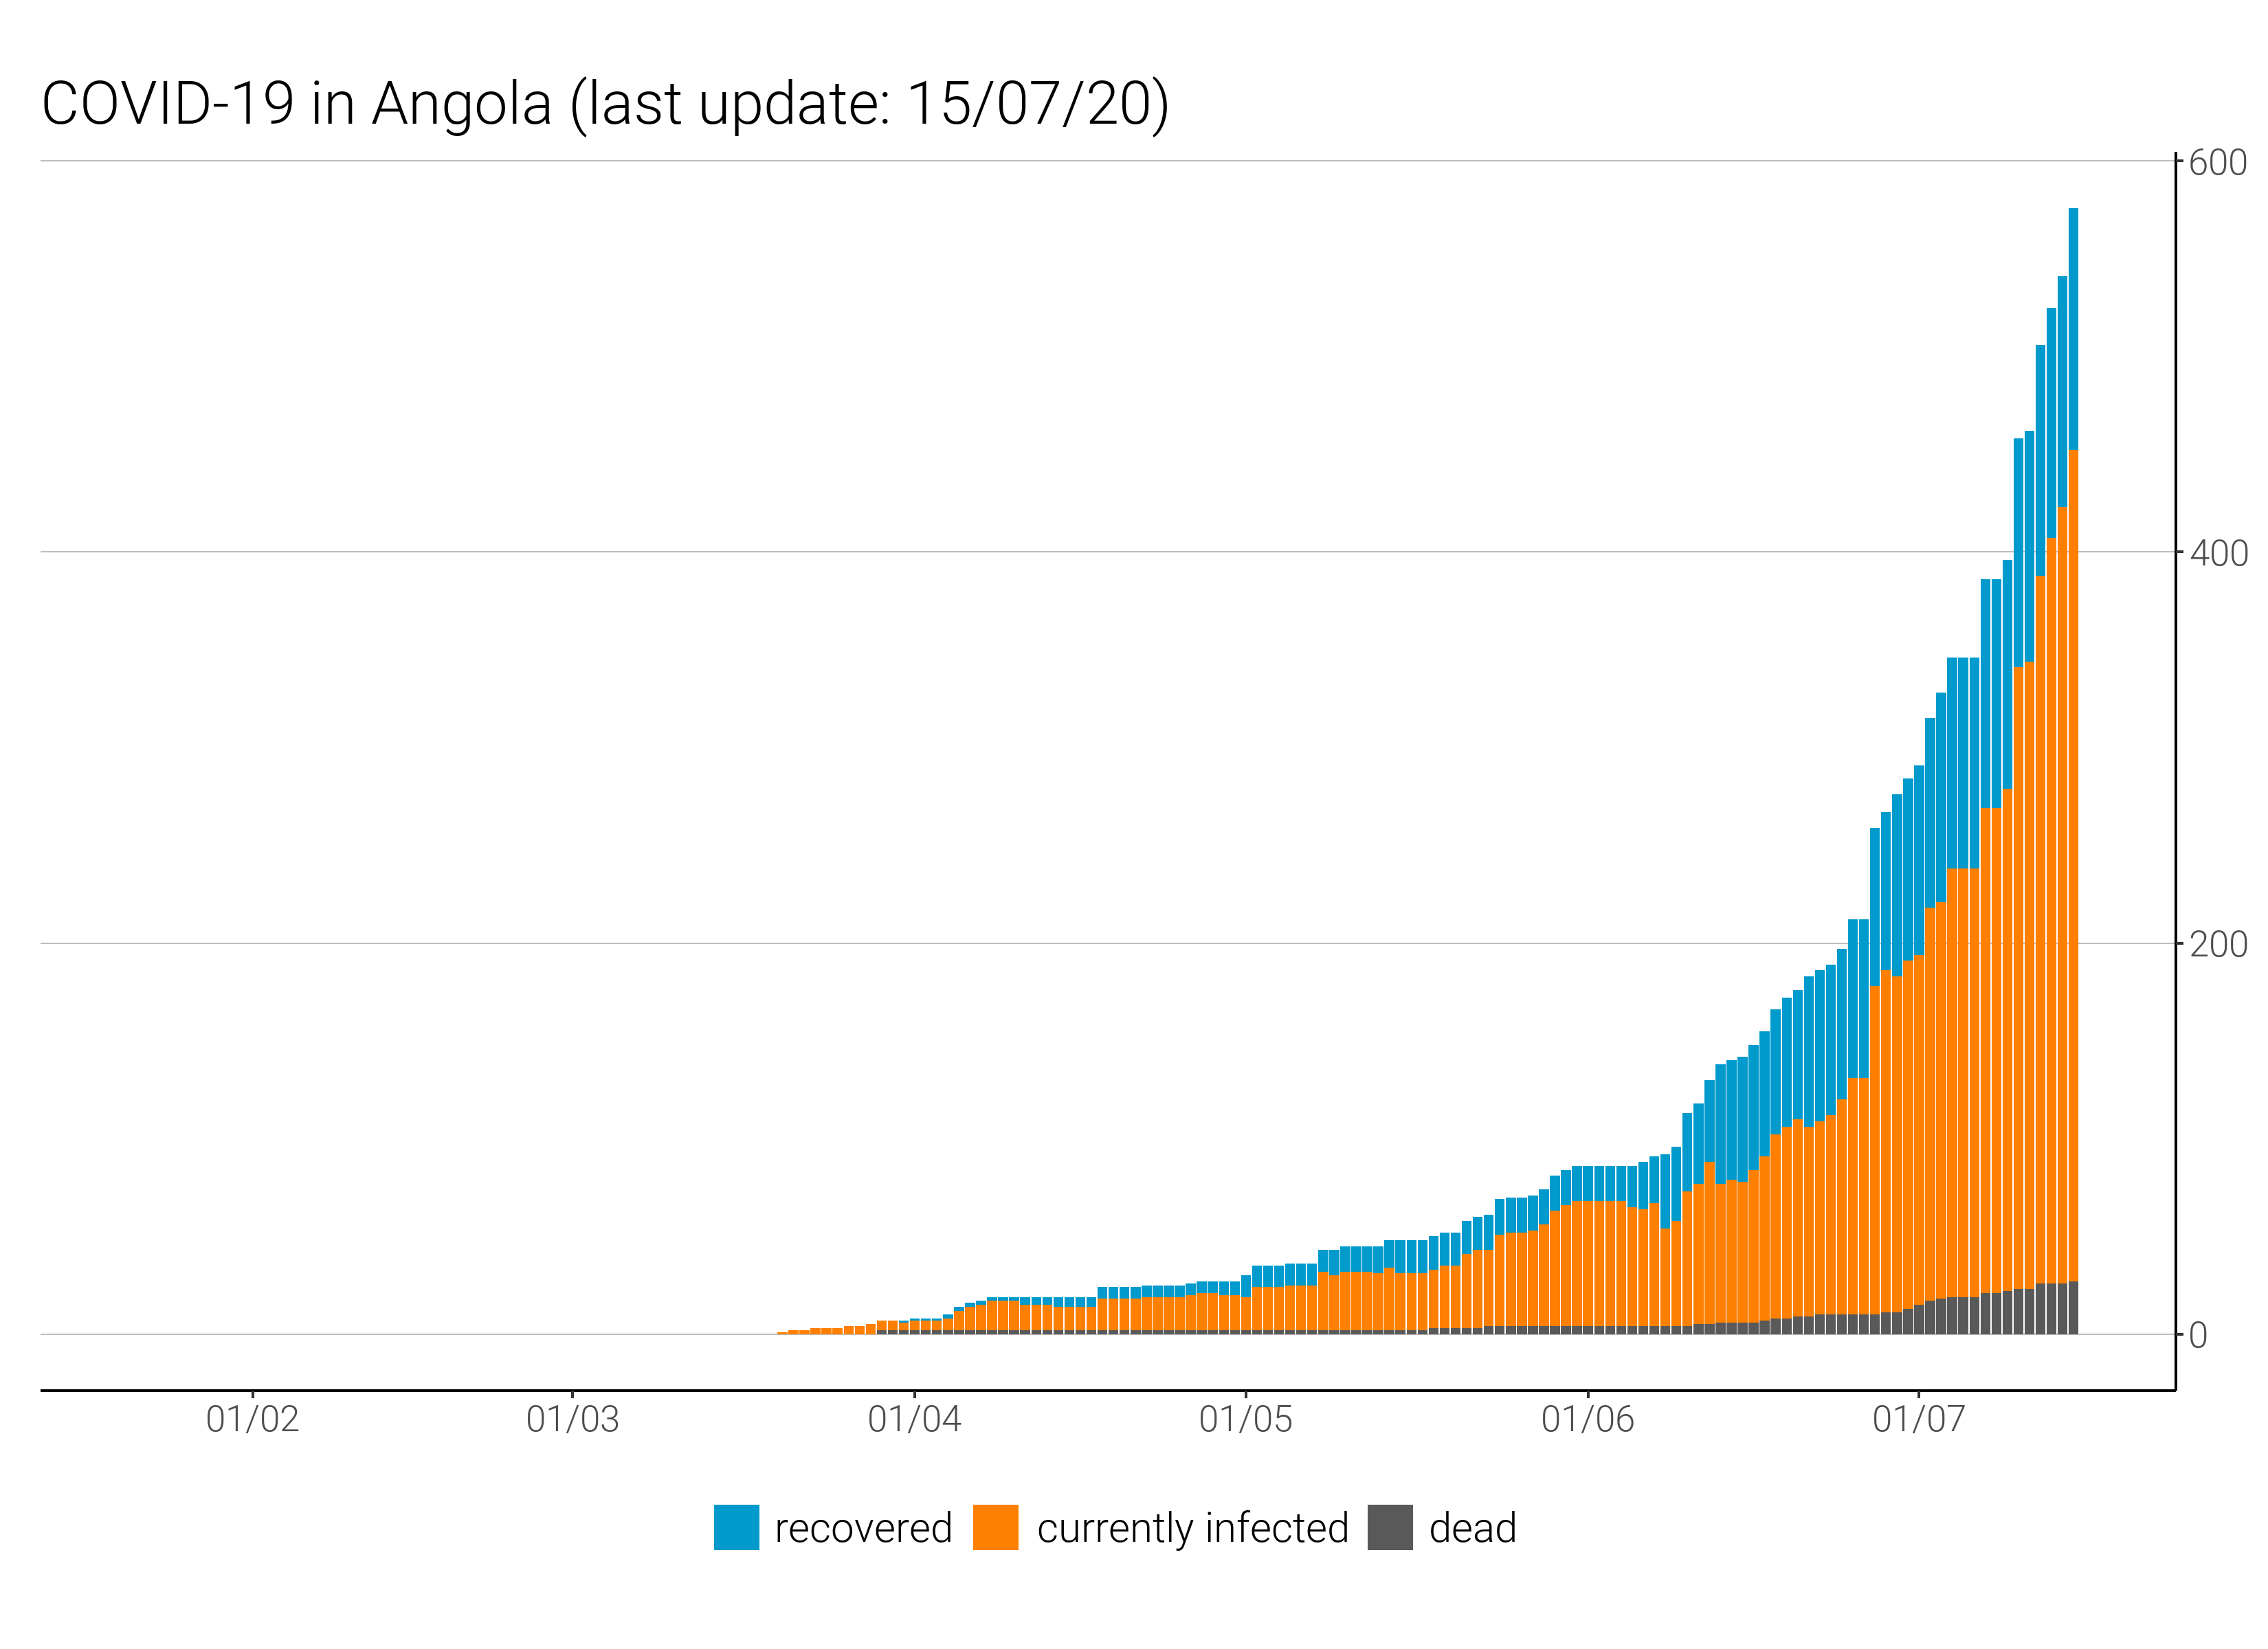 COVID-19 in Angola (last update: 15/07/20)
600
400
200
0
01/02 01/03 01/04 01/05 01/06 01/07
recovered currently infected dead